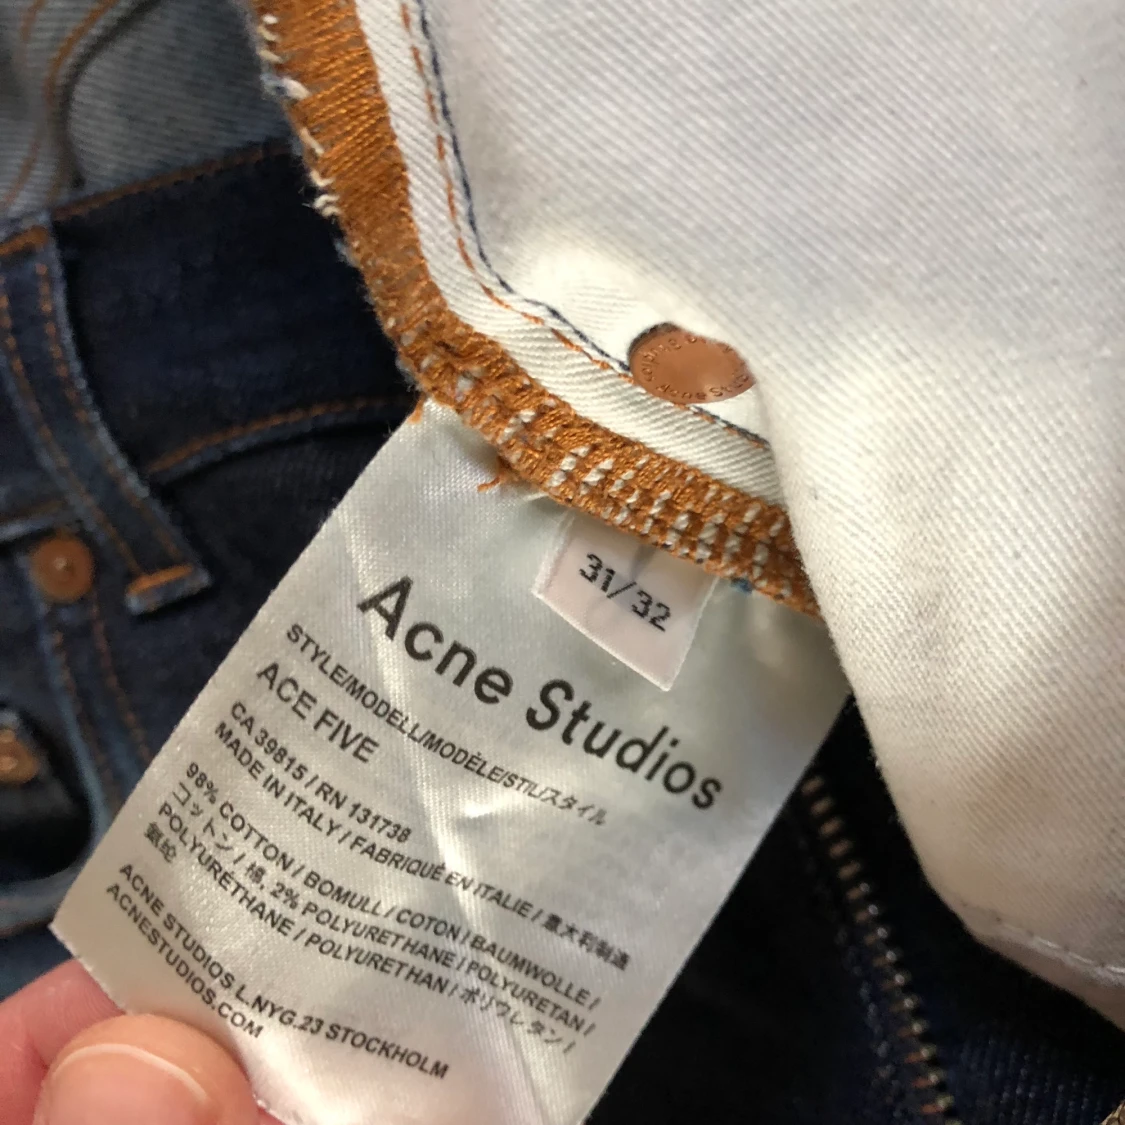 31/32
Acne Studios
STYLE/MODELL/MODÈLE/STIL/スタイル
ACE FIVE
CA 39815 / RN 131738
MADE IN ITALY / FABRIQUÉ EN ITALIE / 意大利制造
98% COTTON / BOMULL / COTON / BAUMWOLLE /
コットン / 棉, 2% POLYURETHANE / POLYURETAN /
POLYURÉTHANE / POLYURETHAN / ポリウレタン /
氨纶
ACNE STUDIOS L.NYG.23 STOCKHOLM
ACNESTUDIOS.COM